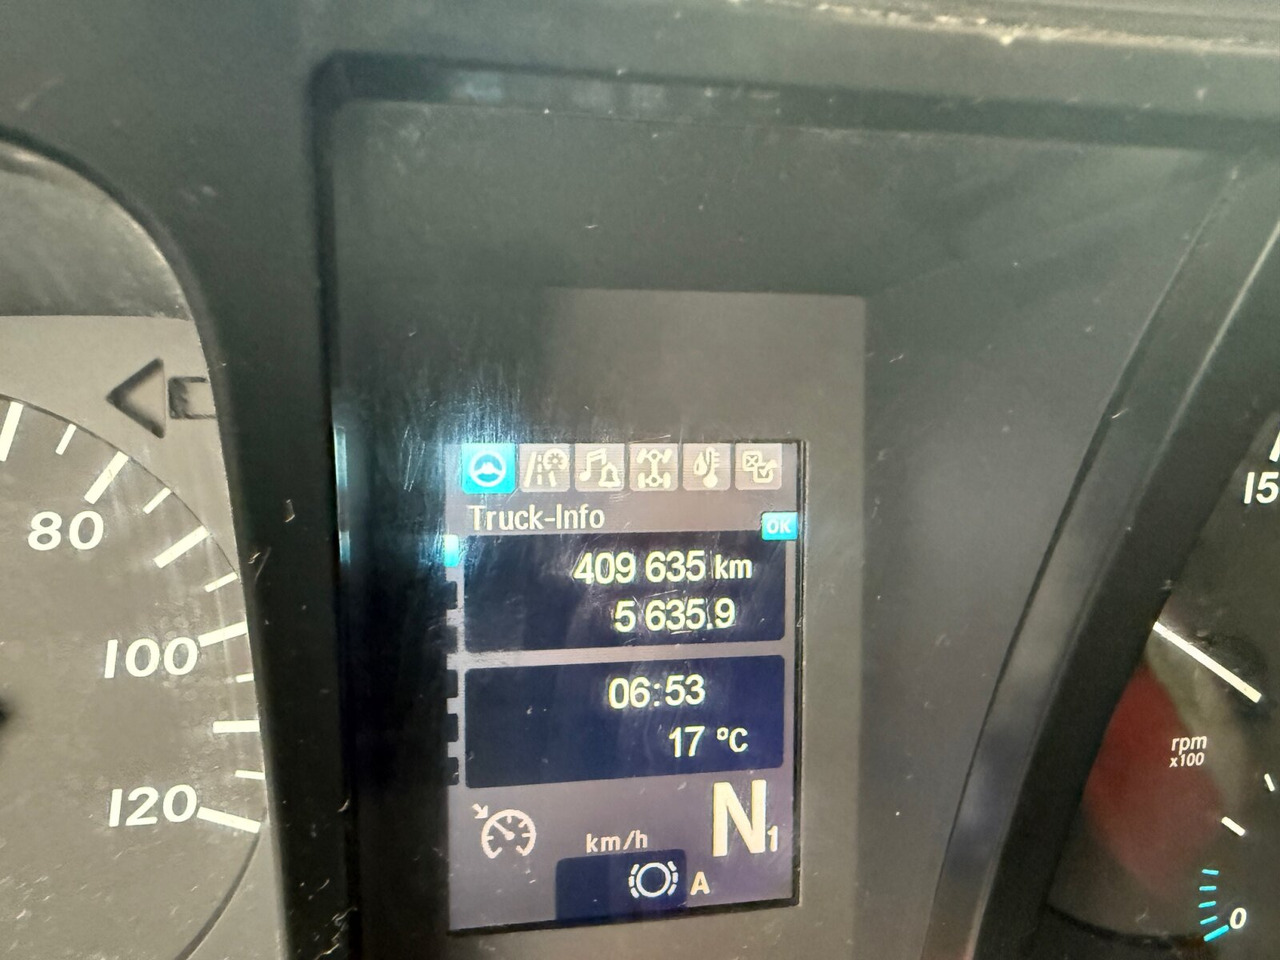 Truck-Info
OK
409 635 km
5 635.9
06:53
17 °C
N1
km/h
A
80
100
120
15
rpm
x100
0